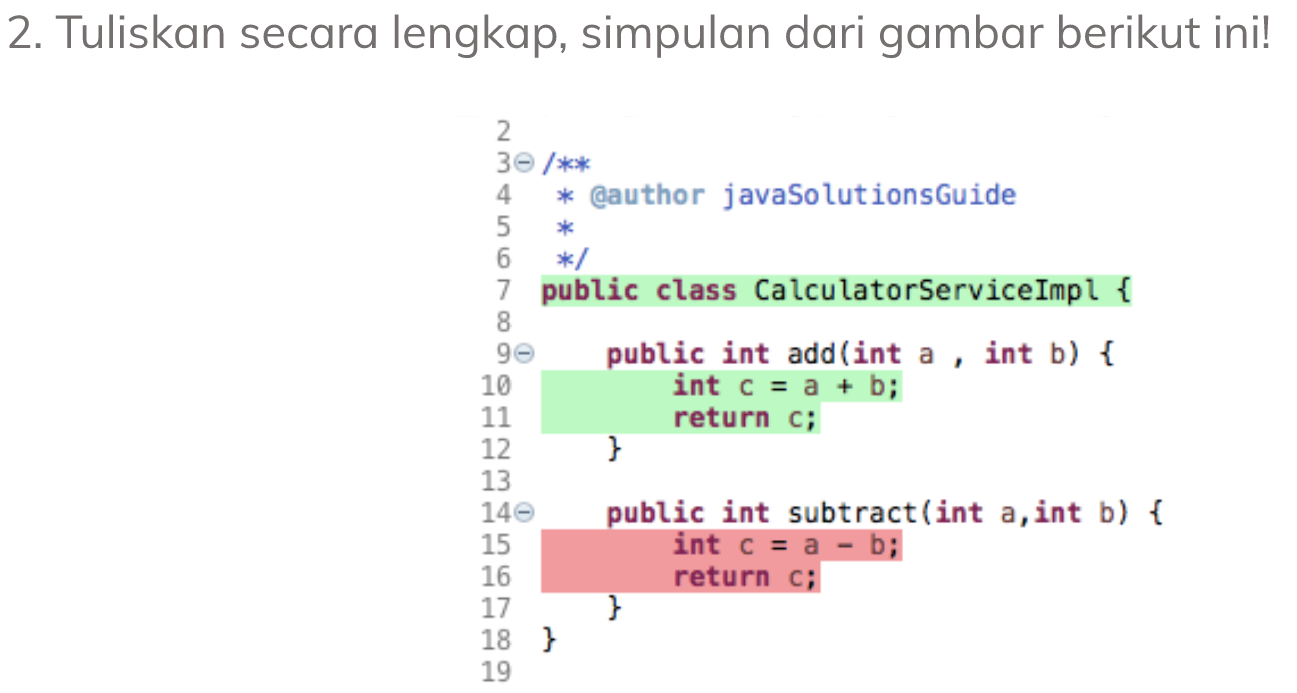 2. Tuliskan secara lengkap, simpulan dari gambar berikut ini!
2
3 /**
4 * @author javaSolutionsGuide
5 *
6 */
7 public class CalculatorServiceImpl {
8
9 public int add(int a , int b) {
10 int c = a + b;
11 return c;
12 }
13
14 public int subtract(int a,int b) {
15 int c = a - b;
16 return c;
17 }
18 }
19